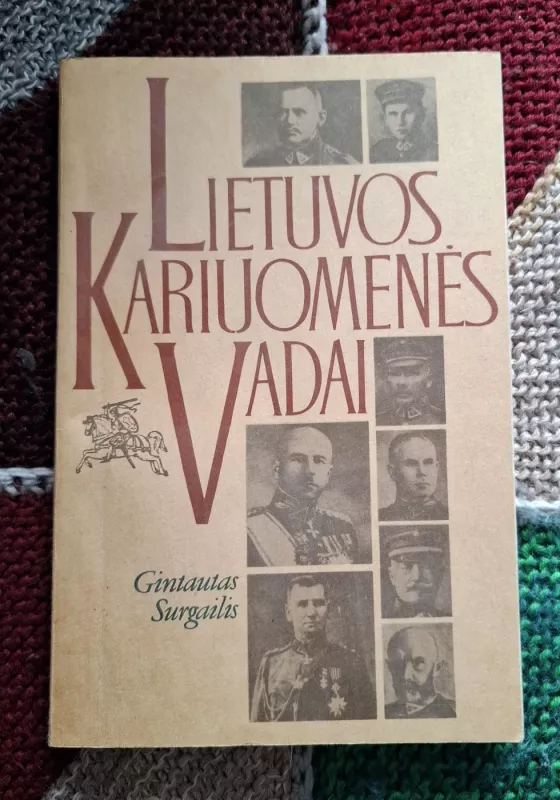 LIETUVOS
KARIUOMENĖS
VADAI
Gintautas
Surgailis